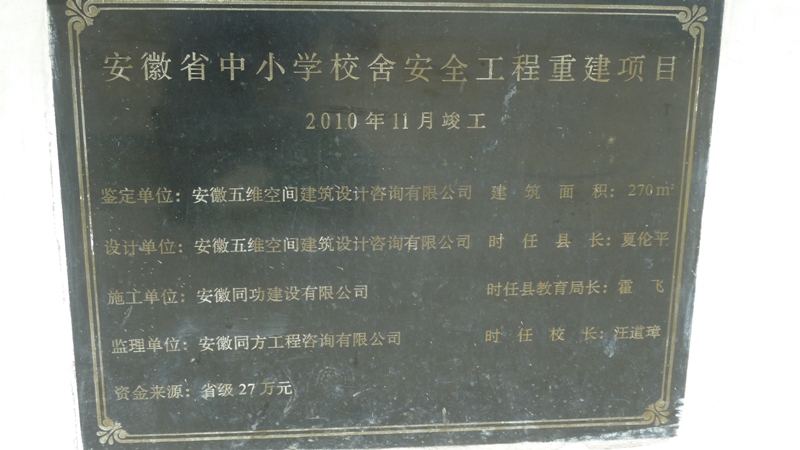 安徽省中小学校舍安全工程重建项目
2010年11月竣工
鉴定单位：安徽五维空间建筑设计咨询有限公司 建筑面积：270m²
设计单位：安徽五维空间建筑设计咨询有限公司 时任县长：夏伦平
施工单位：安徽同功建设有限公司 时任县教育局长：霍飞
监理单位：安徽同方工程咨询有限公司 时任校长：汪道璋
资金来源：省级27万元